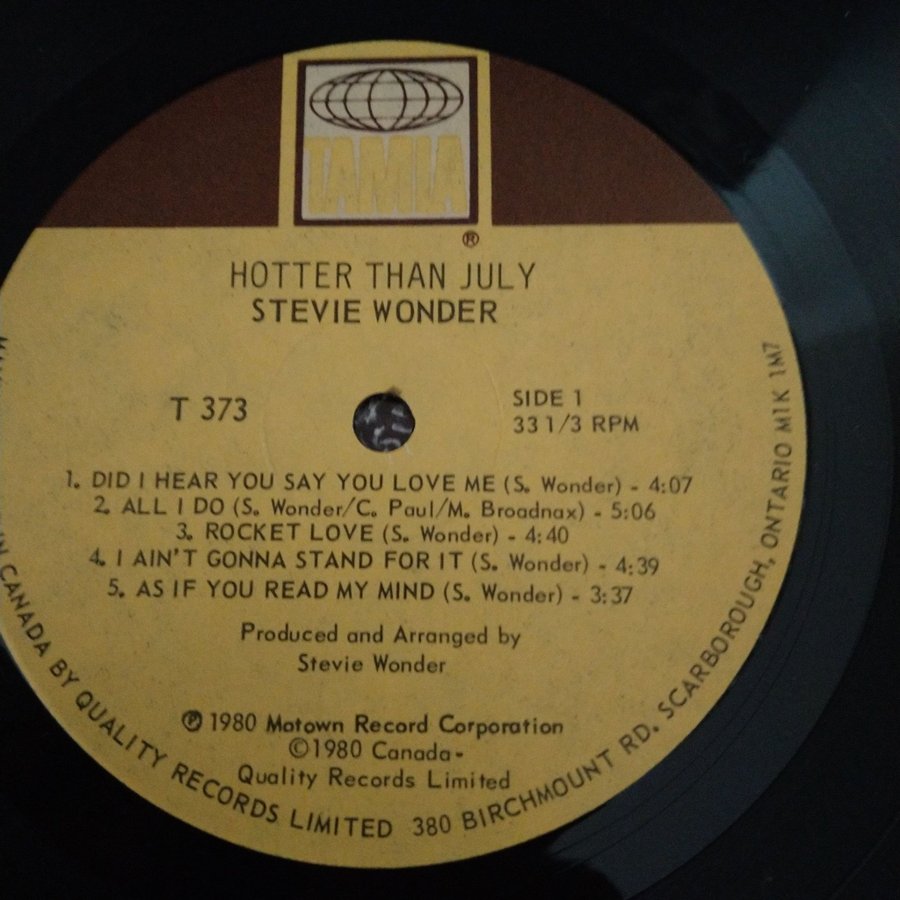 TAMLA
®
HOTTER THAN JULY
STEVIE WONDER
T 373
SIDE 1
33 1/3 RPM
1. DID I HEAR YOU SAY YOU LOVE ME (S. Wonder) - 4:07
2. ALL I DO (S. Wonder/C. Paul/M. Broadnax) - 5:06
3. ROCKET LOVE (S. Wonder) - 4:40
4. I AIN'T GONNA STAND FOR IT (S. Wonder) - 4:39
5. AS IF YOU READ MY MIND (S. Wonder) - 3:37
Produced and Arranged by
Stevie Wonder
℗ 1980 Motown Record Corporation
©1980 Canada-
Quality Records Limited
IN CANADA BY QUALITY RECORDS LIMITED 380 BIRCHMOUNT RD. SCARBOROUGH, ONTARIO M1K 1M7